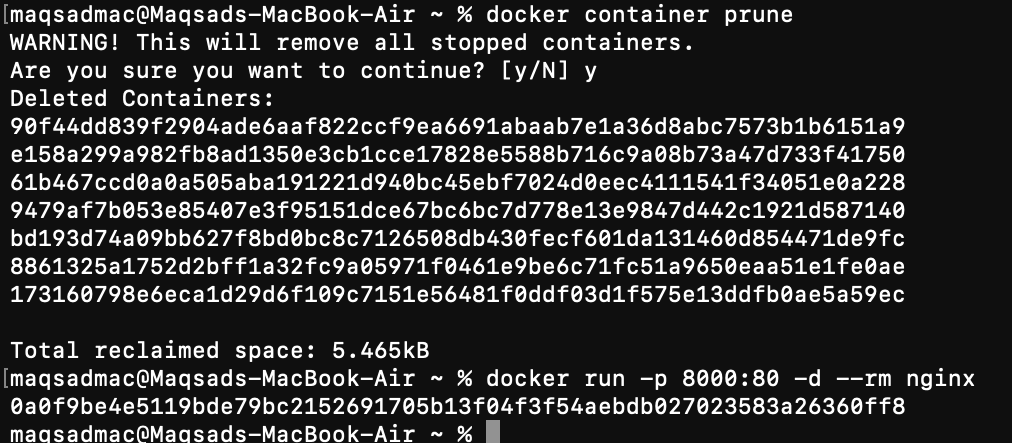 [maqsadmac@Maqsads-MacBook-Air ~ % docker container prune
WARNING! This will remove all stopped containers.
Are you sure you want to continue? [y/N] y
Deleted Containers:
90f44dd839f2904ade6aaf822ccf9ea6691abaab7e1a36d8abc7573b1b6151a9
e158a299a982fb8ad1350e3cb1cce17828e5588b716c9a08b73a47d733f41750
61b467ccd0a0a505aba191221d940bc45ebf7024d0eec4111541f34051e0a228
9479af7b053e85407e3f95151dce67bc6bc7d778e13e9847d442c1921d587140
bd193d74a09bb627f8bd0bc8c7126508db430fecf601da131460d854471de9fc
8861325a1752d2bff1a32fc9a05971f0461e9be6c71fc51a9650eaa51e1fe0ae
173160798e6eca1d29d6f109c7151e56481f0ddf03d1f575e13ddfb0ae5a59ec
Total reclaimed space: 5.465kB
[maqsadmac@Maqsads-MacBook-Air ~ % docker run -p 8000:80 -d --rm nginx
0a0f9be4e5119bde79bc2152691705b13f04f3f54aebdb027023583a26360ff8
maqsadmac@Maqsads-MacBook-Air ~ %